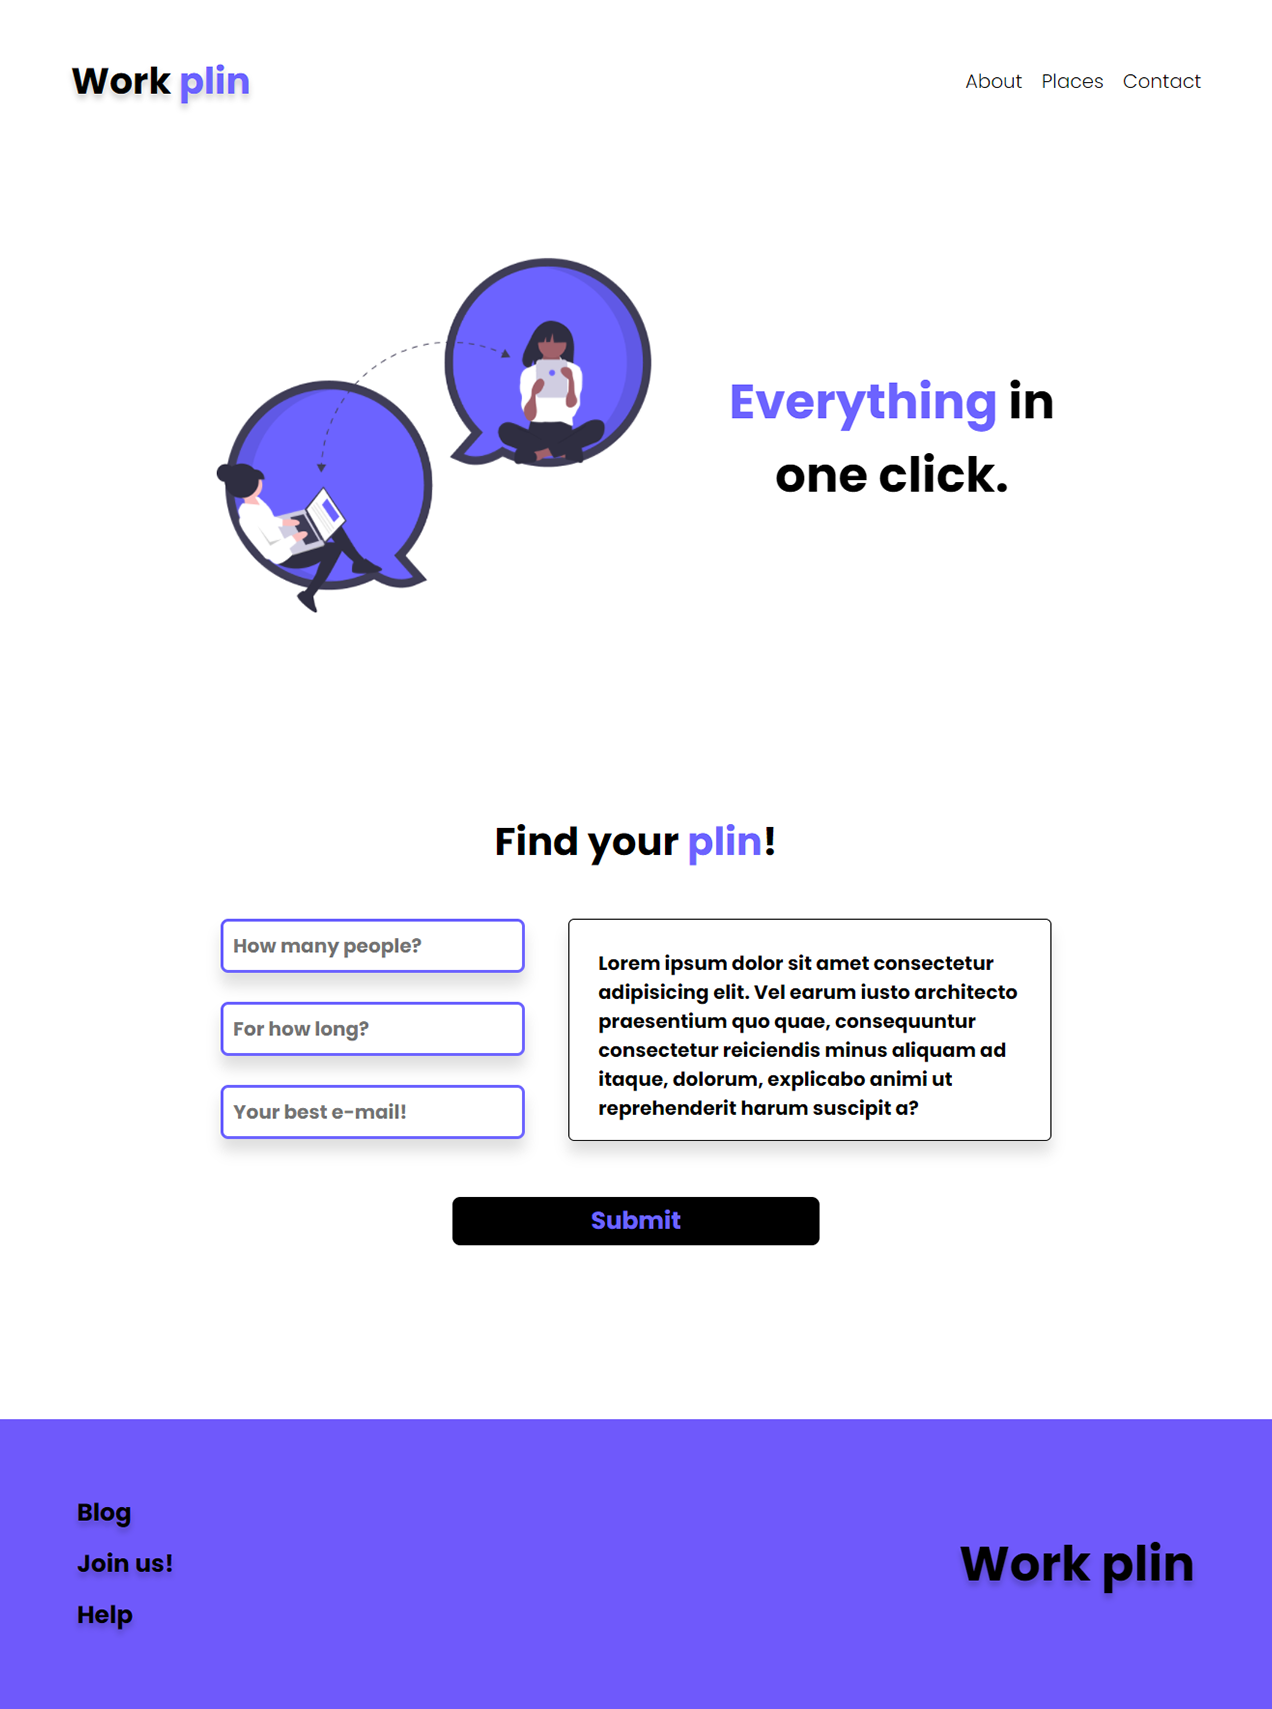 Work plin
About Places Contact
Everything in
one click.
Find your plin!
How many people?
For how long?
Your best e-mail!
Lorem ipsum dolor sit amet consectetur
adipisicing elit. Vel earum iusto architecto
praesentium quo quae, consequuntur
consectetur reiciendis minus aliquam ad
itaque, dolorum, explicabo animi ut
reprehenderit harum suscipit a?
Submit
Blog
Join us!
Help
Work plin